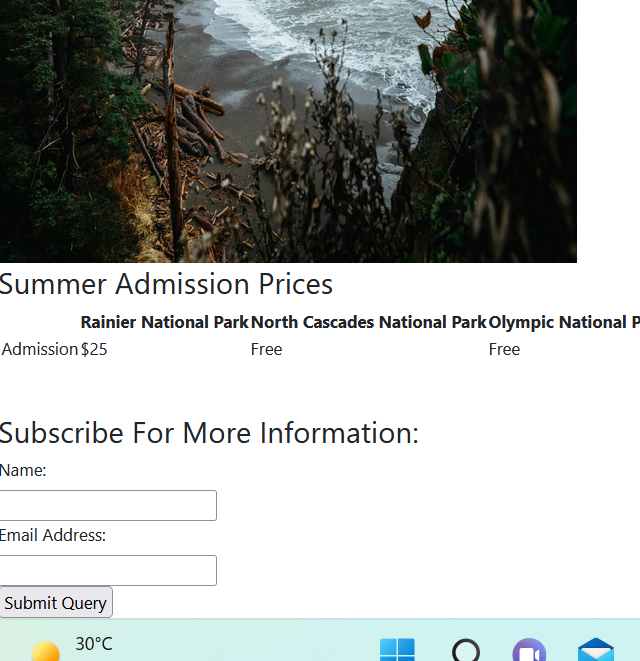 Summer Admission Prices
Rainier National Park North Cascades National Park Olympic National P
Admission $25 Free Free
Subscribe For More Information:
Name:
Email Address:
Submit Query
30°C